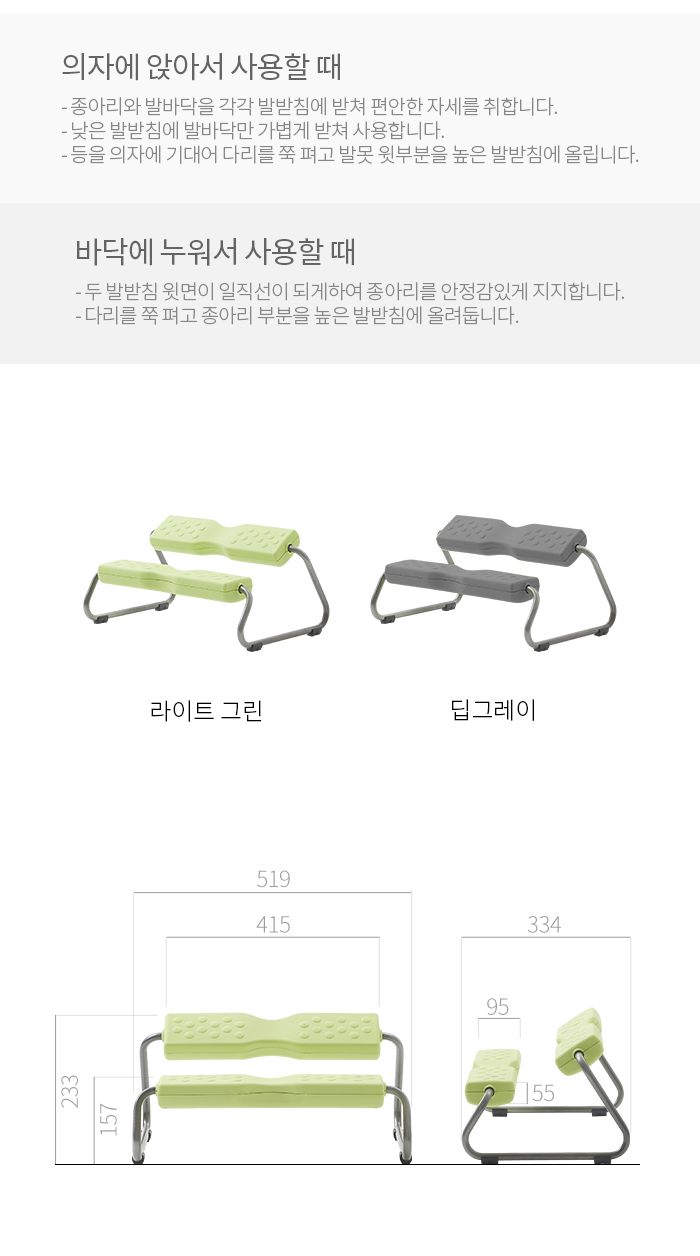 의자에 앉아서 사용할 때
- 종아리와 발바닥을 각각 발받침에 받쳐 편안한 자세를 취합니다.
- 낮은 발받침에 발바닥만 가볍게 받쳐 사용합니다.
- 등을 의자에 기대어 다리를 쭉 펴고 발못 윗부분을 높은 발받침에 올립니다.
바닥에 누워서 사용할 때
- 두 발받침 윗면이 일직선이 되게하여 종아리를 안정감있게 지지합니다.
- 다리를 쭉 펴고 종아리 부분을 높은 발받침에 올려둡니다.
라이트 그린
딥그레이
519
415
334
95
55
233
157